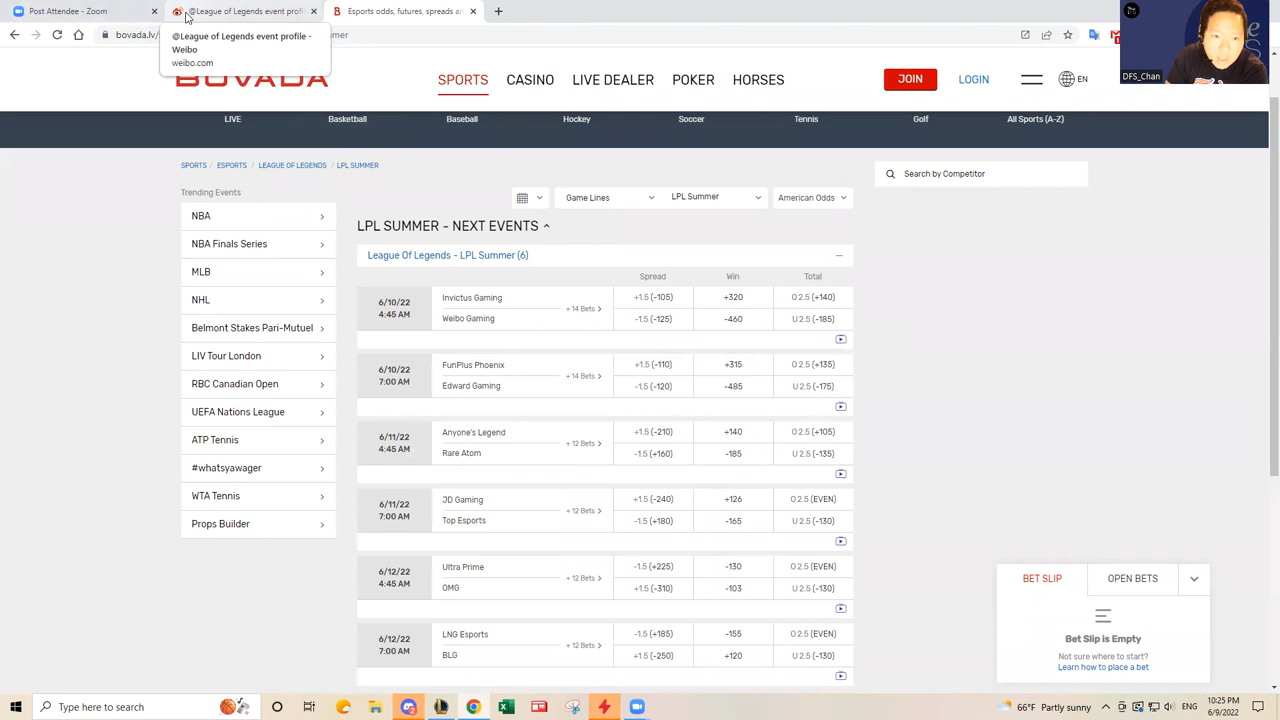 Post Attendee - Zoom
@League of Legends event profil
Esports odds, futures, spreads an
@League of Legends event profile -
Weibo
weibo.com
bovada.lv/
mmer
BOVADA
SPORTS
CASINO
LIVE DEALER
POKER
HORSES
JOIN
LOGIN
EN
DFS_Chan
LIVE
Basketball
Baseball
Hockey
Soccer
Tennis
Golf
All Sports (A-Z)
SPORTS / ESPORTS / LEAGUE OF LEGENDS / LPL SUMMER
Search by Competitor
Trending Events
NBA
NBA Finals Series
MLB
NHL
Belmont Stakes Pari-Mutuel
LIV Tour London
RBC Canadian Open
UEFA Nations League
ATP Tennis
#whatsyawager
WTA Tennis
Props Builder
Game Lines
LPL Summer
American Odds
LPL SUMMER - NEXT EVENTS
League Of Legends - LPL Summer (6)
Spread Win Total
6/10/22
4:45 AM
Invictus Gaming
Weibo Gaming
+ 14 Bets
+1.5 (-105) +320 O 2.5 (+140)
-1.5 (-125) -460 U 2.5 (-185)
6/10/22
7:00 AM
FunPlus Phoenix
Edward Gaming
+ 14 Bets
+1.5 (-110) +315 O 2.5 (+135)
-1.5 (-120) -485 U 2.5 (-175)
6/11/22
4:45 AM
Anyone's Legend
Rare Atom
+ 12 Bets
+1.5 (-210) +140 O 2.5 (+105)
-1.5 (+160) -185 U 2.5 (-135)
6/11/22
7:00 AM
JD Gaming
Top Esports
+ 12 Bets
+1.5 (-240) +126 O 2.5 (EVEN)
-1.5 (+180) -165 U 2.5 (-130)
6/12/22
4:45 AM
Ultra Prime
OMG
+ 12 Bets
-1.5 (+225) -130 O 2.5 (EVEN)
+1.5 (-310) -103 U 2.5 (-130)
6/12/22
7:00 AM
LNG Esports
BLG
+ 12 Bets
-1.5 (+185) -155 O 2.5 (EVEN)
+1.5 (-250) +120 U 2.5 (-130)
BET SLIP
OPEN BETS
Bet Slip is Empty
Not sure where to start?
Learn how to place a bet
Type here to search
66°F Partly sunny
10:25 PM
6/9/2022